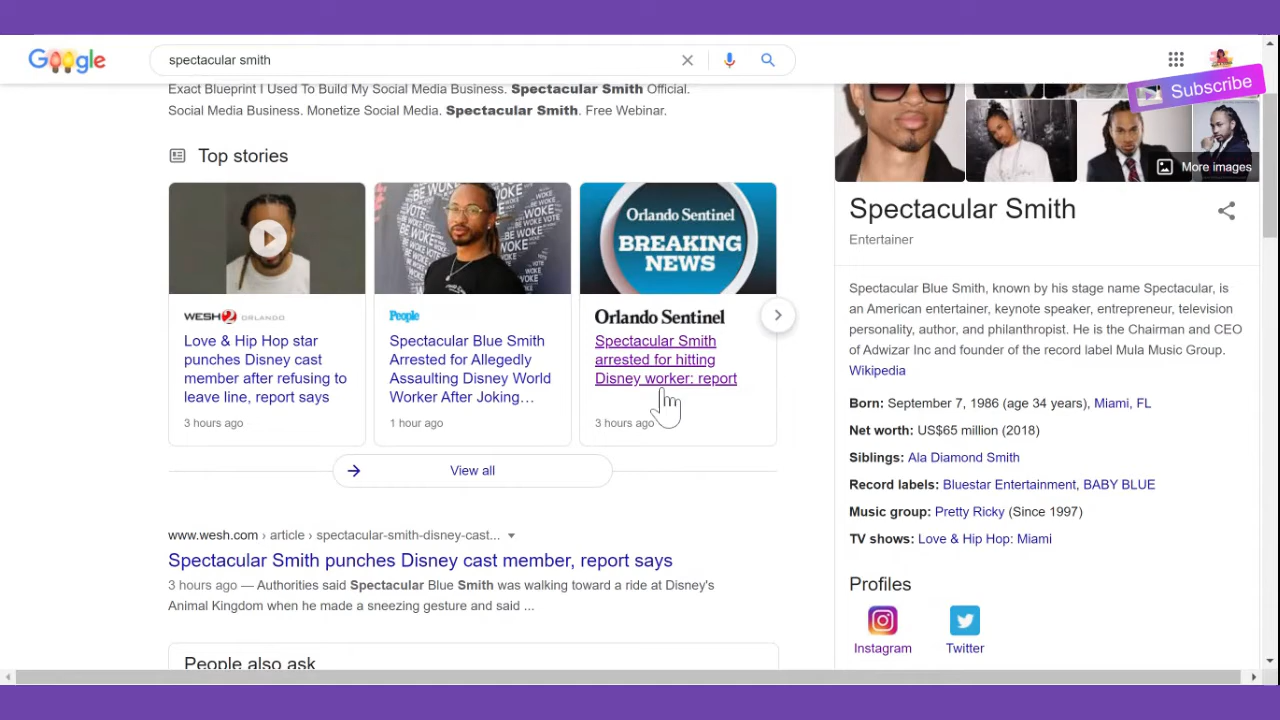 Google
spectacular smith
Subscribe
Exact Blueprint I Used To Build My Social Media Business. Spectacular Smith Official.
Social Media Business. Monetize Social Media. Spectacular Smith. Free Webinar.
Top stories
WESH 2 ORLANDO
Love & Hip Hop star
punches Disney cast
member after refusing to
leave line, report says
3 hours ago
BE WOKE
VOTE
People
Spectacular Blue Smith
Arrested for Allegedly
Assaulting Disney World
Worker After Joking...
1 hour ago
Orlando Sentinel
BREAKING
NEWS
Orlando Sentinel
Spectacular Smith
arrested for hitting
Disney worker: report
3 hours ago
View all
www.wesh.com › article › spectacular-smith-disney-cast...
Spectacular Smith punches Disney cast member, report says
3 hours ago — Authorities said Spectacular Blue Smith was walking toward a ride at Disney's
Animal Kingdom when he made a sneezing gesture and said ...
People also ask
More images
Spectacular Smith
Entertainer
Spectacular Blue Smith, known by his stage name Spectacular, is
an American entertainer, keynote speaker, entrepreneur, television
personality, author, and philanthropist. He is the Chairman and CEO
of Adwizar Inc and founder of the record label Mula Music Group.
Wikipedia
Born: September 7, 1986 (age 34 years), Miami, FL
Net worth: US$65 million (2018)
Siblings: Ala Diamond Smith
Record labels: Bluestar Entertainment, BABY BLUE
Music group: Pretty Ricky (Since 1997)
TV shows: Love & Hip Hop: Miami
Profiles
Instagram
Twitter